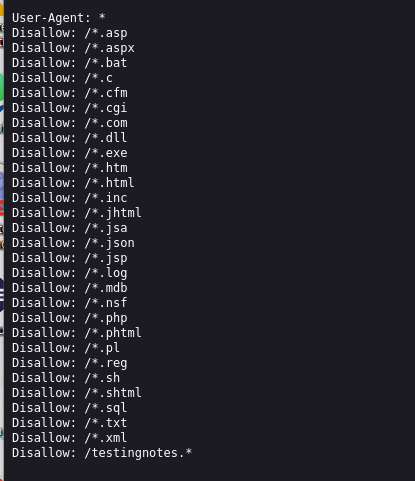 User-Agent: *
Disallow: /*.asp
Disallow: /*.aspx
Disallow: /*.bat
Disallow: /*.c
Disallow: /*.cfm
Disallow: /*.cgi
Disallow: /*.com
Disallow: /*.dll
Disallow: /*.exe
Disallow: /*.htm
Disallow: /*.html
Disallow: /*.inc
Disallow: /*.jhtml
Disallow: /*.jsa
Disallow: /*.json
Disallow: /*.jsp
Disallow: /*.log
Disallow: /*.mdb
Disallow: /*.nsf
Disallow: /*.php
Disallow: /*.phtml
Disallow: /*.pl
Disallow: /*.reg
Disallow: /*.sh
Disallow: /*.shtml
Disallow: /*.sql
Disallow: /*.txt
Disallow: /*.xml
Disallow: /testingnotes.*